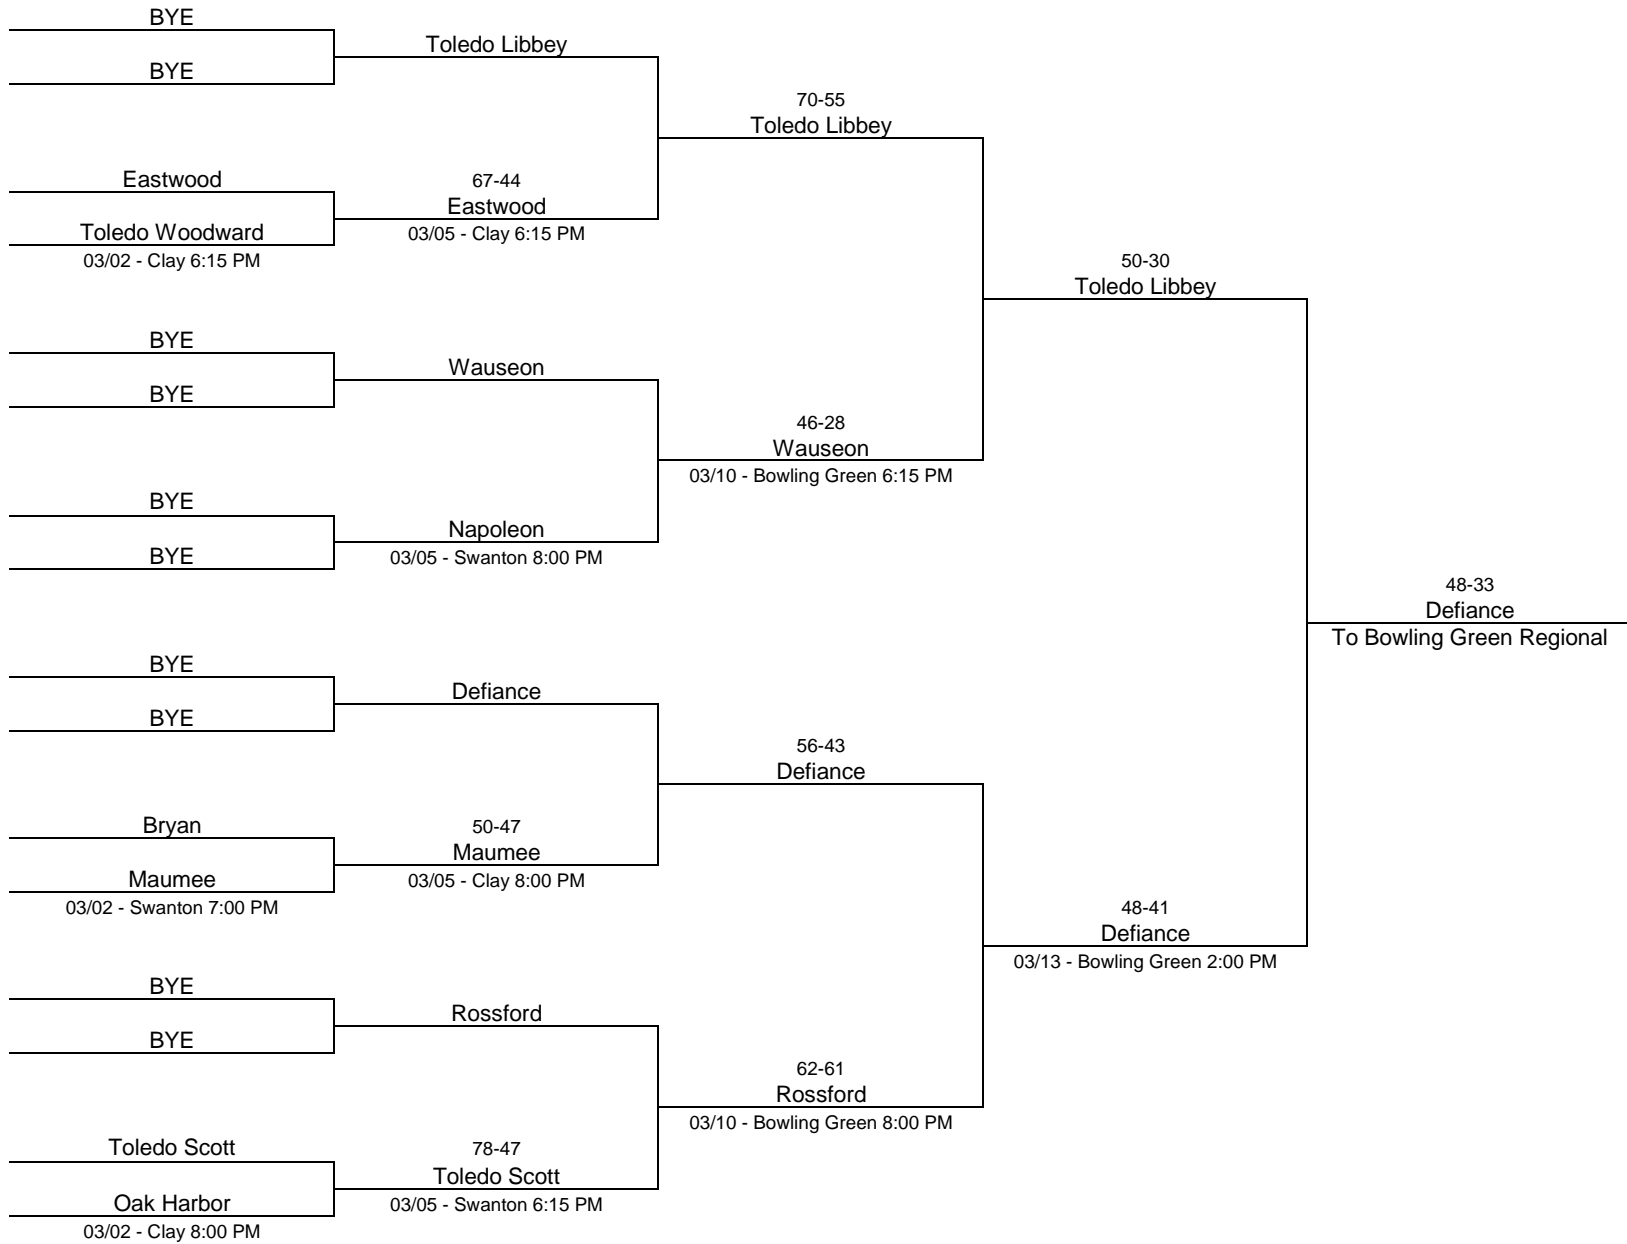 BYE
BYE
Eastwood
Toledo Woodward
03/02 - Clay 6:15 PM
BYE
BYE
BYE
BYE
BYE
BYE
Bryan
Maumee
03/02 - Swanton 7:00 PM
BYE
BYE
Toledo Scott
Oak Harbor
03/02 - Clay 8:00 PM
Toledo Libbey
67-44
Eastwood
03/05 - Clay 6:15 PM
Wauseon
Napoleon
03/05 - Swanton 8:00 PM
Defiance
50-47
Maumee
03/05 - Clay 8:00 PM
Rossford
78-47
Toledo Scott
03/05 - Swanton 6:15 PM
70-55
Toledo Libbey
46-28
Wauseon
03/10 - Bowling Green 6:15 PM
56-43
Defiance
62-61
Rossford
03/10 - Bowling Green 8:00 PM
50-30
Toledo Libbey
48-41
Defiance
03/13 - Bowling Green 2:00 PM
48-33
Defiance
To Bowling Green Regional